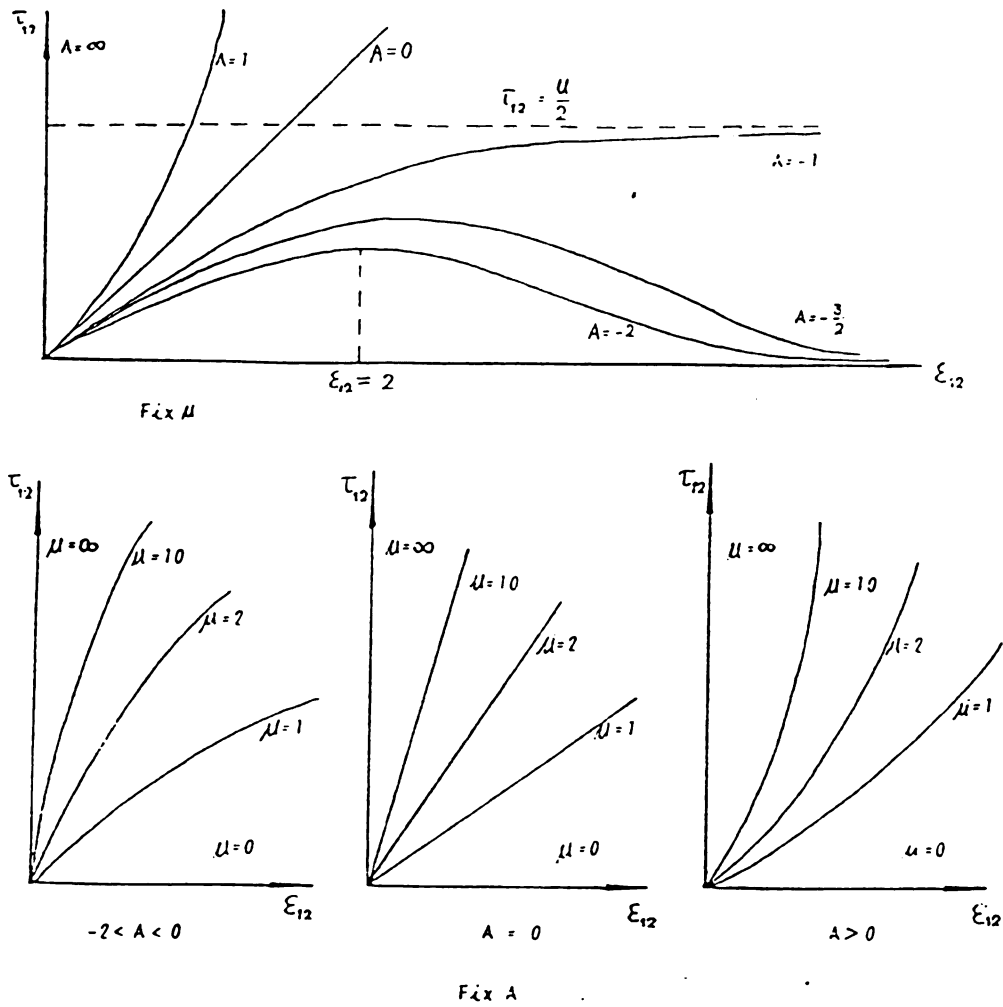 τ₁₂
A=∞
A=1
A=0
τ₁₂ = μ/2
A=-1
A=-2
A=-3/2
ε₁₂=2
ε₁₂
Fix μ
τ₁₂
μ=∞
μ=10
μ=2
μ=1
μ=0
ε₁₂
-2<A<0
τ₁₂
μ=∞
μ=10
μ=2
μ=1
μ=0
ε₁₂
A = 0
τ₁₂
μ=∞
μ=10
μ=2
μ=1
μ=0
ε₁₂
A>0
Fix A